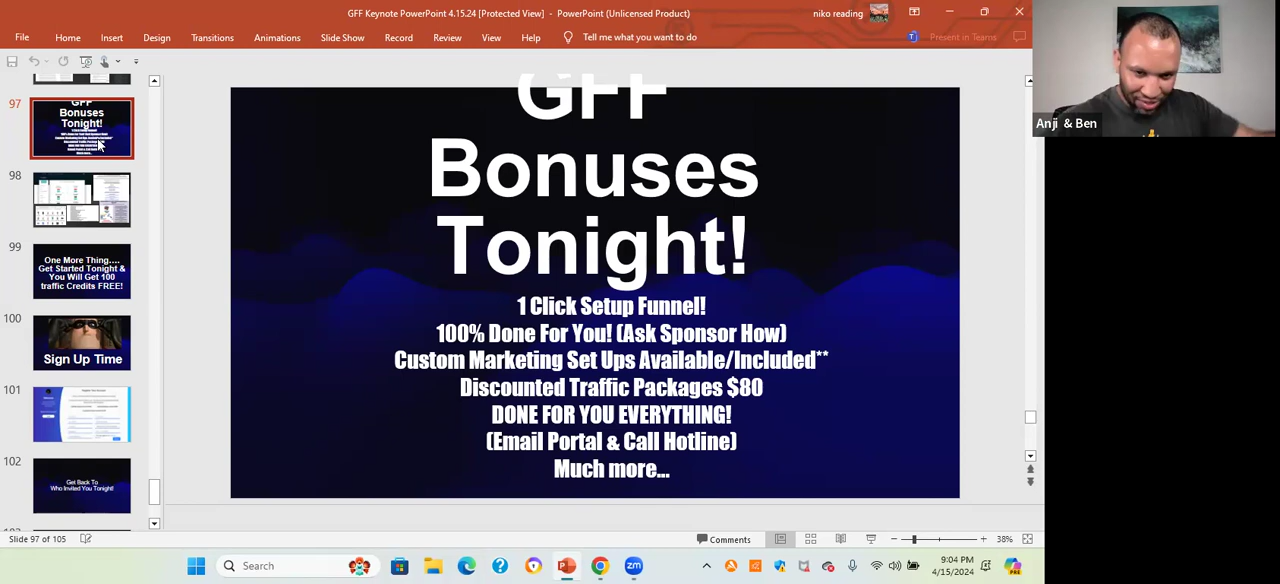 GFF Keynote PowerPoint 4.15.24 [Protected View] - PowerPoint (Unlicensed Product)
niko reading
File Home Insert Design Transitions Animations Slide Show Record Review View Help Tell me what you want to do
Present in Teams
97
GFF
Bonuses
Tonight!
98
99
One More Thing....
Get Started Tonight &
You Will Get 100
traffic Credits FREE!
100
Sign Up Time
101
102
Get Back To
Who Invited You Tonight!
GFF
Bonuses
Tonight!
1 Click Setup Funnel!
100% Done For You! (Ask Sponsor How)
Custom Marketing Set Ups Available/Included**
Discounted Traffic Packages $80
DONE FOR YOU EVERYTHING!
(Email Portal & Call Hotline)
Much more...
Anji & Ben
Slide 97 of 105
Comments
38%
Search
zm
9:04 PM
4/15/2024
PRE